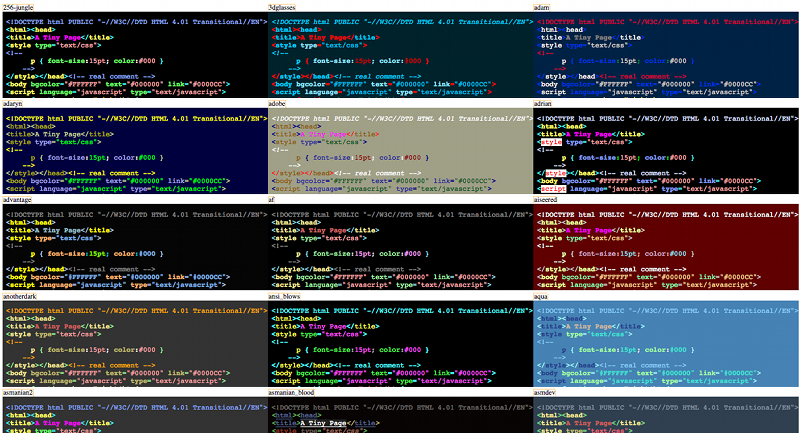 256-jungle
<!DOCTYPE html PUBLIC "-//W3C//DTD HTML 4.01 Transitional//EN"
<html><head>
<title>A Tiny Page</title>
<style type="text/css">
<!--
p { font-size:15pt; color:#000 }
-->
</style></head><!-- real comment -->
<body bgcolor="#FFFFFF" text="#000000" link="#0000CC">
<script language="javascript" type="text/javascript">
3dglasses
<!DOCTYPE html PUBLIC "-//W3C//DTD HTML 4.01 Transitional//EN"
<html><head>
<title>A Tiny Page</title>
<style type="text/css">
<!--
p { font-size:15pt; color:#000 }
-->
</style></head><!-- real comment -->
<body bgcolor="#FFFFFF" text="#000000" link="#0000CC">
<script language="javascript" type="text/javascript">
adam
<!DOCTYPE html PUBLIC "-//W3C//DTD HTML 4.01 Transitional//EN">
<html><head>
<title>A Tiny Page</title>
<style type="text/css">
<!--
p { font-size:15pt; color:#000 }
-->
</style></head><!-- real comment -->
<body bgcolor="#FFFFFF" text="#000000" link="#0000CC">
<script language="javascript" type="text/javascript">
adaryn
<!DOCTYPE html PUBLIC "-//W3C//DTD HTML 4.01 Transitional//EN"
<html><head>
<title>A Tiny Page</title>
<style type="text/css">
<!--
p { font-size:15pt; color:#000 }
-->
</style></head><!-- real comment -->
<body bgcolor="#FFFFFF" text="#000000" link="#0000CC">
<script language="javascript" type="text/javascript">
adobe
<!DOCTYPE html PUBLIC "-//W3C//DTD HTML 4.01 Transitional//EN"
<html><head>
<title>A Tiny Page</title>
<style type="text/css">
<!--
p { font-size:15pt; color:#000 }
-->
</style></head><!-- real comment -->
<body bgcolor="#FFFFFF" text="#000000" link="#0000CC">
<script language="javascript" type="text/javascript">
adrian
<!DOCTYPE html PUBLIC "-//W3C//DTD HTML 4.01 Transitional//EN">
<html><head>
<title>A Tiny Page</title>
<style type="text/css">
<!--
p { font-size:15pt; color:#000 }
-->
</style></head><!-- real comment -->
<body bgcolor="#FFFFFF" text="#000000" link="#0000CC">
<script language="javascript" type="text/javascript">
advantage
<!DOCTYPE html PUBLIC "-//W3C//DTD HTML 4.01 Transitional//EN"
<html><head>
<title>A Tiny Page</title>
<style type="text/css">
<!--
p { font-size:15pt; color:#000 }
-->
</style></head><!-- real comment -->
<body bgcolor="#FFFFFF" text="#000000" link="#0000CC">
<script language="javascript" type="text/javascript">
af
<!DOCTYPE html PUBLIC "-//W3C//DTD HTML 4.01 Transitional//EN"
<html><head>
<title>A Tiny Page</title>
<style type="text/css">
<!--
p { font-size:15pt; color:#000 }
-->
</style></head><!-- real comment -->
<body bgcolor="#FFFFFF" text="#000000" link="#0000CC">
<script language="javascript" type="text/javascript">
aiseered
<!DOCTYPE html PUBLIC "-//W3C//DTD HTML 4.01 Transitional//EN">
<html><head>
<title>A Tiny Page</title>
<style type="text/css">
<!--
p { font-size:15pt; color:#000 }
-->
</style></head><!-- real comment -->
<body bgcolor="#FFFFFF" text="#000000" link="#0000CC">
<script language="javascript" type="text/javascript">
anotherdark
<!DOCTYPE html PUBLIC "-//W3C//DTD HTML 4.01 Transitional//EN"
<html><head>
<title>A Tiny Page</title>
<style type="text/css">
<!--
p { font-size:15pt; color:#000 }
-->
</style></head><!-- real comment -->
<body bgcolor="#FFFFFF" text="#000000" link="#0000CC">
<script language="javascript" type="text/javascript">
ansi_blows
<!DOCTYPE html PUBLIC "-//W3C//DTD HTML 4.01 Transitional//EN"
<html><head>
<title>A Tiny Page</title>
<style type="text/css">
<!--
p { font-size:15pt; color:#000 }
-->
</style></head><!-- real comment -->
<body bgcolor="#FFFFFF" text="#000000" link="#0000CC">
<script language="javascript" type="text/javascript">
aqua
<!DOCTYPE html PUBLIC "-//W3C//DTD HTML 4.01 Transitional//EN">
<html><head>
<title>A Tiny Page</title>
<style type="text/css">
<!--
p { font-size:15pt; color:#000 }
-->
</style></head><!-- real comment -->
<body bgcolor="#FFFFFF" text="#000000" link="#0000CC">
<script language="javascript" type="text/javascript">
asmanian2
<!DOCTYPE html PUBLIC "-//W3C//DTD HTML 4.01 Transitional//EN"
<html><head>
<title>A Tiny Page</title>
<style type="text/css">
asmanian_blood
<!DOCTYPE html PUBLIC "-//W3C//DTD HTML 4.01 Transitional//EN"
<html><head>
<title>A Tiny Page</title>
<style type="text/css">
asmdev
<!DOCTYPE html PUBLIC "-//W3C//DTD HTML 4.01 Transitional//EN">
<html><head>
<title>A Tiny Page</title>
<style type="text/css">